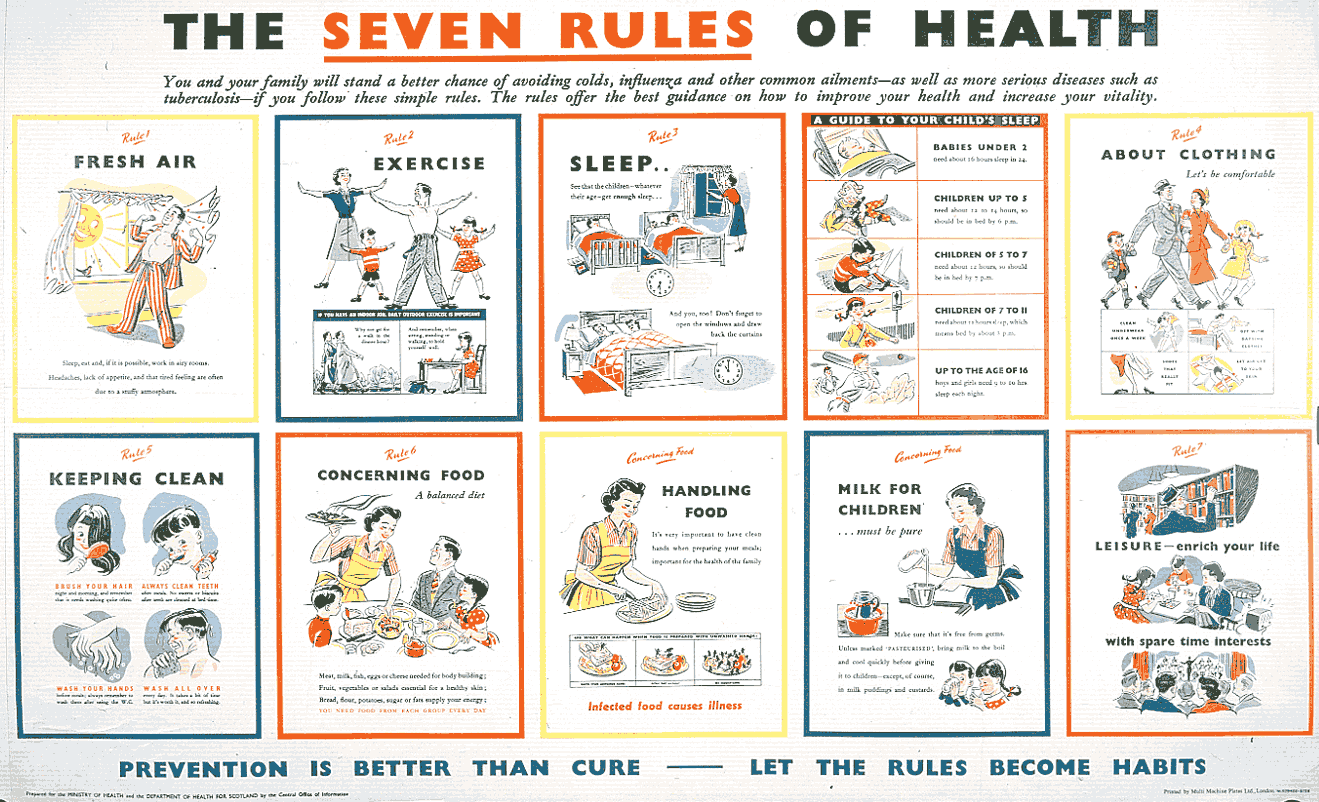 THE SEVEN RULES OF HEALTH
You and your family will stand a better chance of avoiding colds, influenza and other common ailments—as well as more serious diseases such as
tuberculosis—if you follow these simple rules. The rules offer the best guidance on how to improve your health and increase your vitality.
Rule 1
FRESH AIR
Sleep, eat and, if it is possible, work in airy rooms.
Headaches, lack of appetite, and that tired feeling are often
due to a stuffy atmosphere.
Rule 2
EXERCISE
IF YOU HAVE AN INDOOR JOB, DAILY OUTDOOR EXERCISE IS IMPORTANT
Why not get for
a walk in the
dinner hour?
And remember, when
sitting, standing or
walking, to hold
yourself well.
Rule 3
SLEEP..
See that the children—whatever
their age—get enough sleep...
And you, too! Don't forget to
open the windows and draw
back the curtains
A GUIDE TO YOUR CHILD'S SLEEP
BABIES UNDER 2
need about 16 hours sleep in 24.
CHILDREN UP TO 5
need about 12 to 14 hours, so
should be in bed by 6 p.m.
CHILDREN OF 5 TO 7
need about 12 hours, so should
be in bed by 7 p.m.
CHILDREN OF 7 TO 11
need about hours sleep, which
means bed by about 8 p.m.
UP TO THE AGE OF 16
boys and girls need 9 to 10 hrs
sleep each night.
Rule 4
ABOUT CLOTHING
Let's be comfortable
CLEAN
UNDERWEAR
ONCE A WEEK
OFF WITH
DAYTIME
CLOTHES
SHOES
THAT
REALLY
FIT
LET AIR GET
TO YOUR
SKIN
Rule 5
KEEPING CLEAN
BRUSH YOUR HAIR
night and morning, and remember
that it needs washing quite often.
ALWAYS CLEAN TEETH
after meals. No sweets or biscuits
after teeth are cleaned at bed-time.
WASH YOUR HANDS
before meals; always remember to
wash them after using the W.C.
WASH ALL OVER
every day. It takes a bit of time
but it's worth it, and so refreshing.
Rule 6
CONCERNING FOOD
A balanced diet
Meat, milk, fish, eggs or cheese needed for body building;
Fruit, vegetables or salads essential for a healthy skin;
Bread, flour, potatoes, sugar or fats supply your energy;
YOU NEED FOOD FROM EACH GROUP EVERY DAY
Concerning Food
HANDLING
FOOD
It's very important to have clean
hands when preparing your meals;
important for the health of the family
WHAT CAN HAPPEN WHEN FOOD IS PREPARED WITH UNWASHED HANDS:
Infected food causes illness
Concerning Food
MILK FOR
CHILDREN
...must be pure
Make sure that it's free from germs.
Unless marked 'PASTEURISED', bring milk to the boil
and cool quickly before giving
it to children—except, of course,
in milk puddings and custards.
Rule 7
LEISURE—enrich your life
with spare time interests
PREVENTION IS BETTER THAN CURE — LET THE RULES BECOME HABITS
Prepared for the MINISTRY OF HEALTH and the DEPARTMENT OF HEALTH FOR SCOTLAND by the Central Office of Information
Printed by Multi Machine Plates Ltd., London.